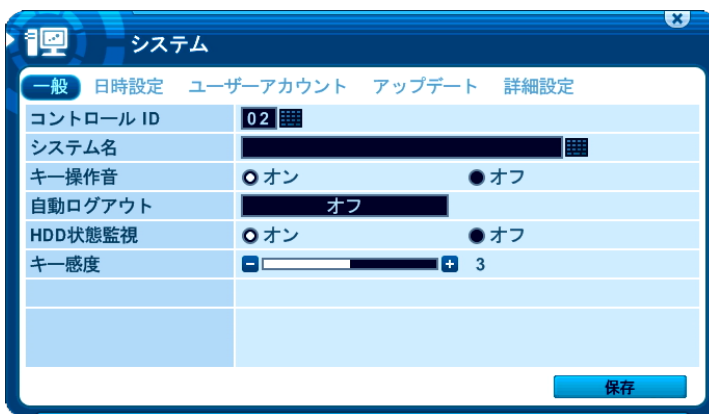 システム
一般 日時設定 ユーザーアカウント アップデート 詳細設定
コントロール ID 02
システム名
キー操作音 オン オフ
自動ログアウト オフ
HDD状態監視 オン オフ
キー感度 3
保存